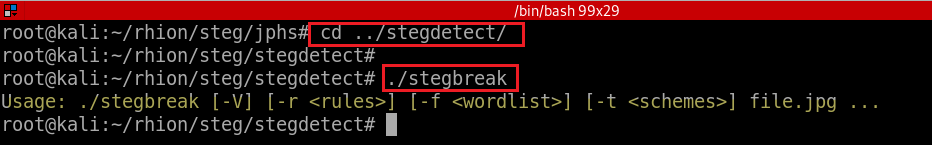 /bin/bash 99x29
root@kali:~/rhion/steg/jphs# cd ../stegdetect/
root@kali:~/rhion/steg/stegdetect#
root@kali:~/rhion/steg/stegdetect# ./stegbreak
Usage: ./stegbreak [-V] [-r <rules>] [-f <wordlist>] [-t <schemes>] file.jpg ...
root@kali:~/rhion/steg/stegdetect#